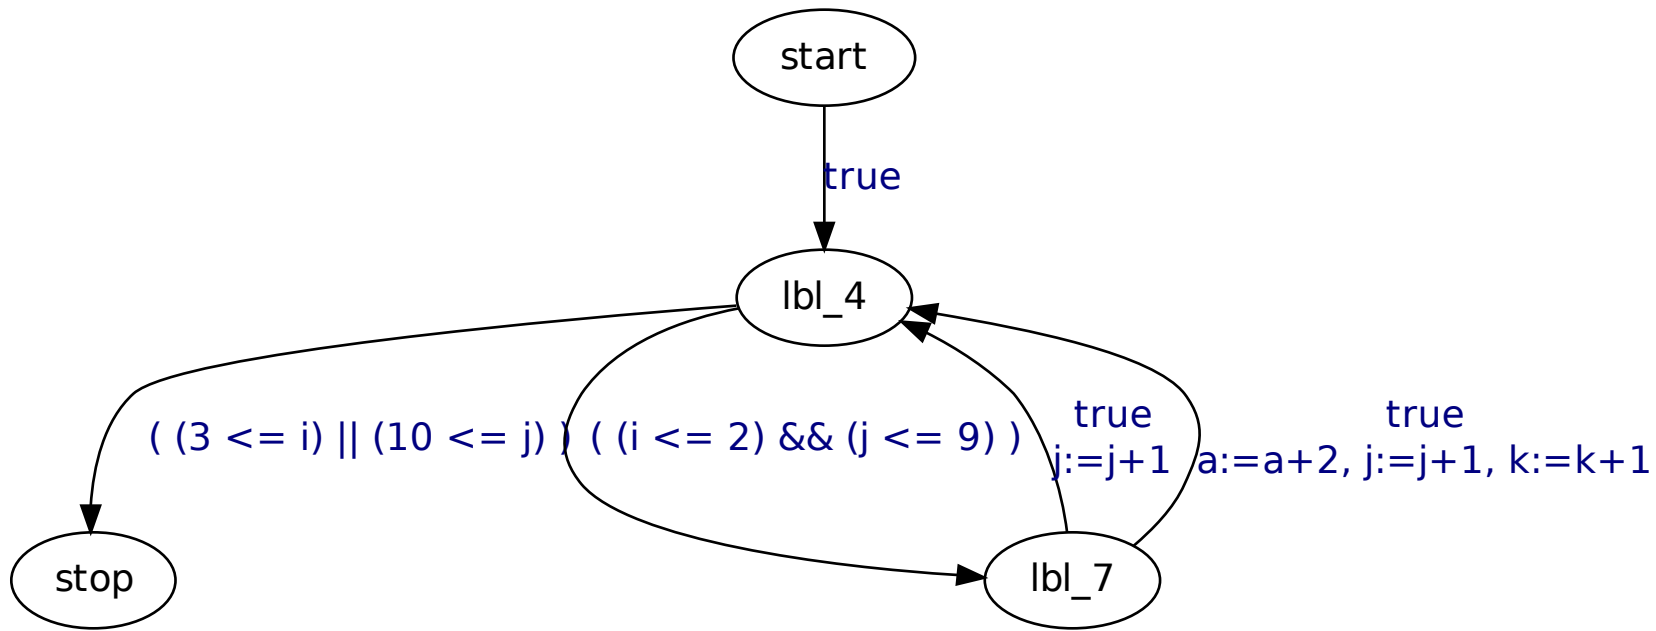 start
true
lbl_4
( (3 <= i) || (10 <= j) )
( (i <= 2) && (j <= 9) )
true
j:=j+1
true
a:=a+2, j:=j+1, k:=k+1
stop
lbl_7